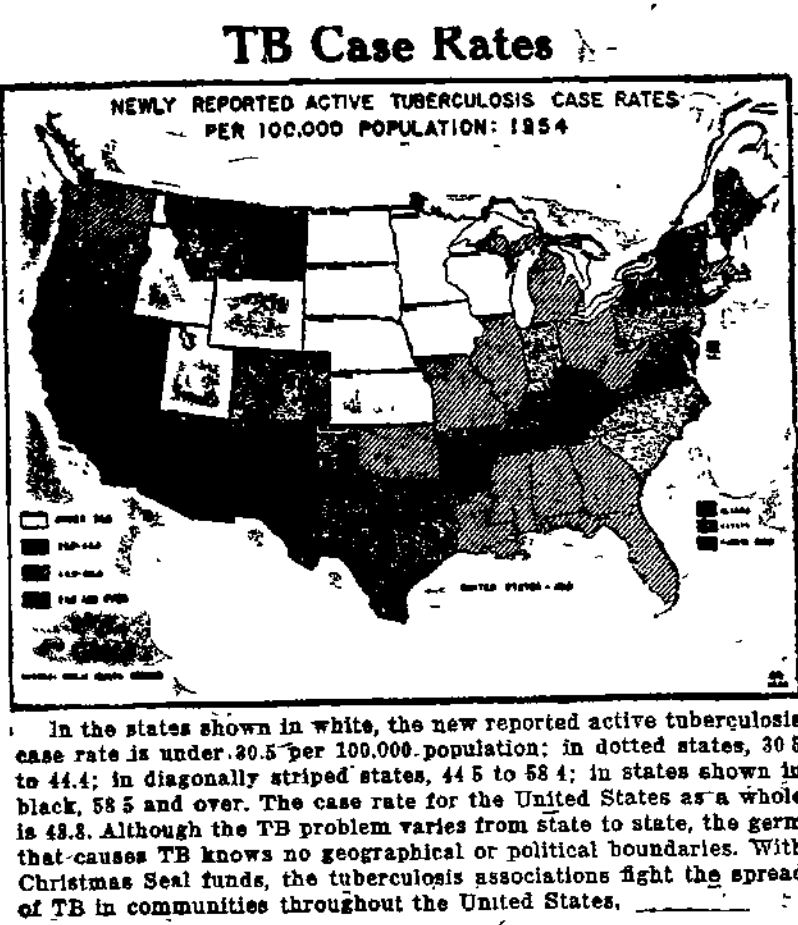 TB Case Rates
NEWLY REPORTED ACTIVE TUBERCULOSIS CASE RATES
PER 100,000 POPULATION: 1954
UNITED STATES
In the states shown in white, the new reported active tuberculosis
case rate is under 30.5 per 100,000 population; in dotted states, 30 5
to 44.4; in diagonally striped states, 44 5 to 58 4; in states shown in
black, 58 5 and over. The case rate for the United States as a whole
is 48.8. Although the TB problem varies from state to state, the germ
that causes TB knows no geographical or political boundaries. With
Christmas Seal funds, the tuberculosis associations fight the spread
of TB in communities throughout the United States.